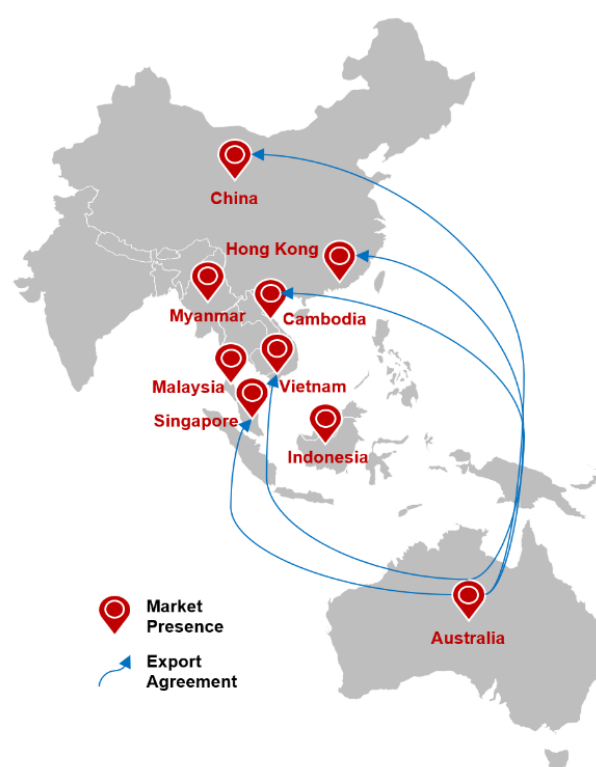 China
Hong Kong
Myanmar
Cambodia
Malaysia
Vietnam
Singapore
Indonesia
Market
Presence
Australia
Export
Agreement